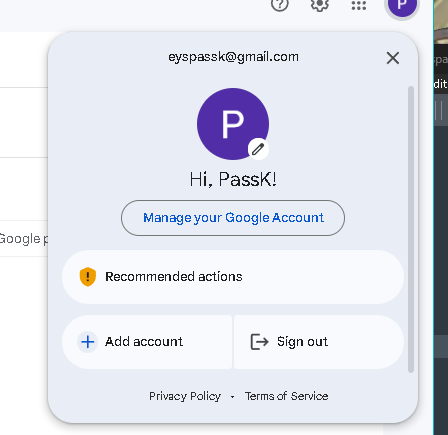 P
eyspassk@gmail.com
P
Hi, PassK!
Manage your Google Account
Google p
Recommended actions
Add account
Sign out
Privacy Policy • Terms of Service
spa
dit